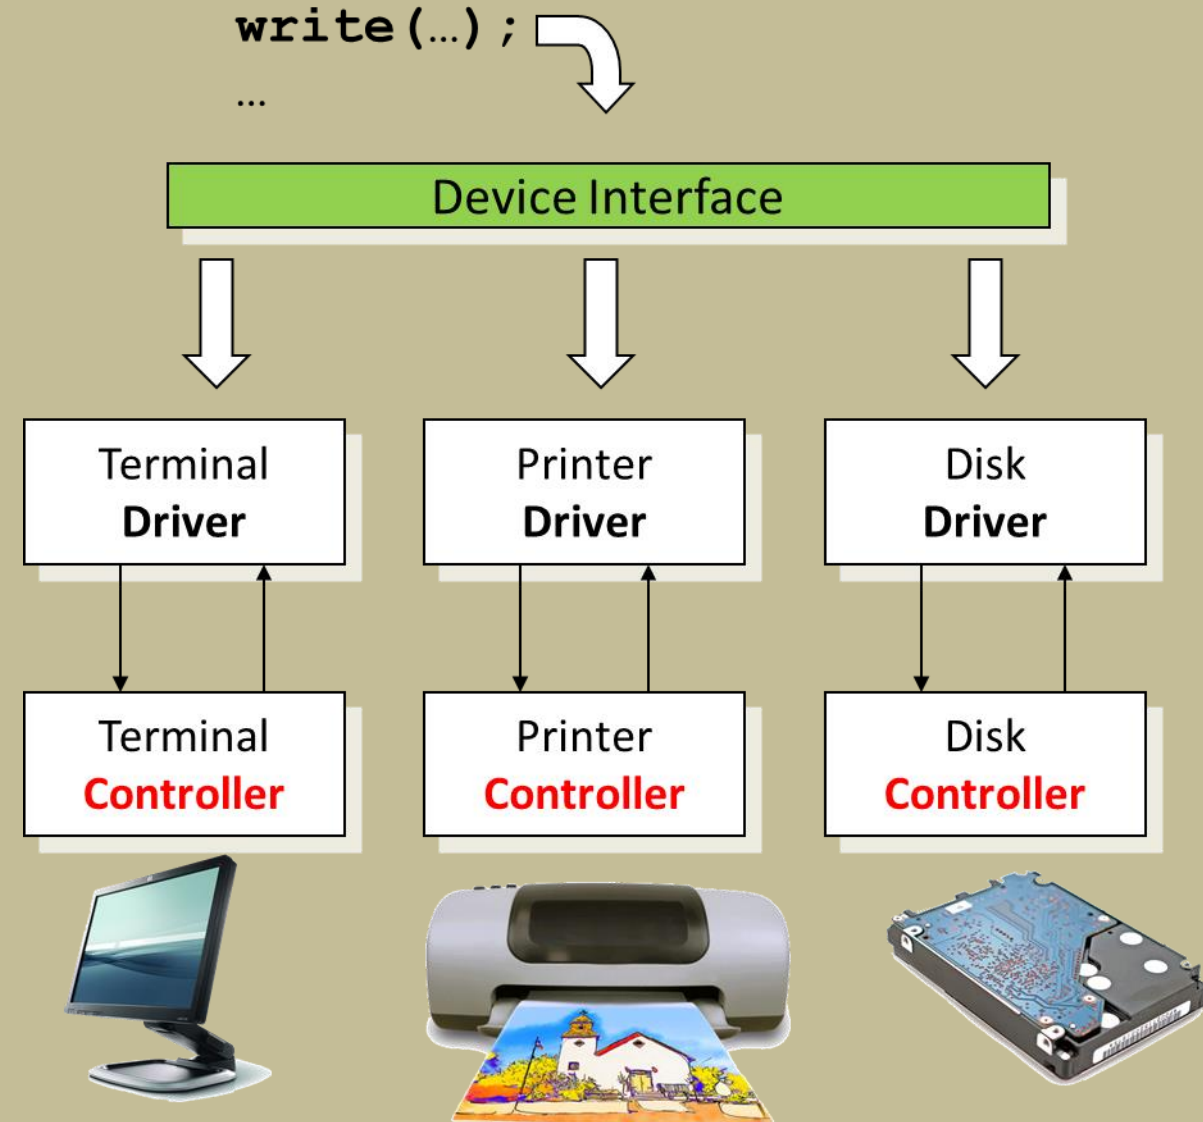 write(…);
…
Device Interface
Terminal
Driver
Printer
Driver
Disk
Driver
Terminal
Controller
Printer
Controller
Disk
Controller